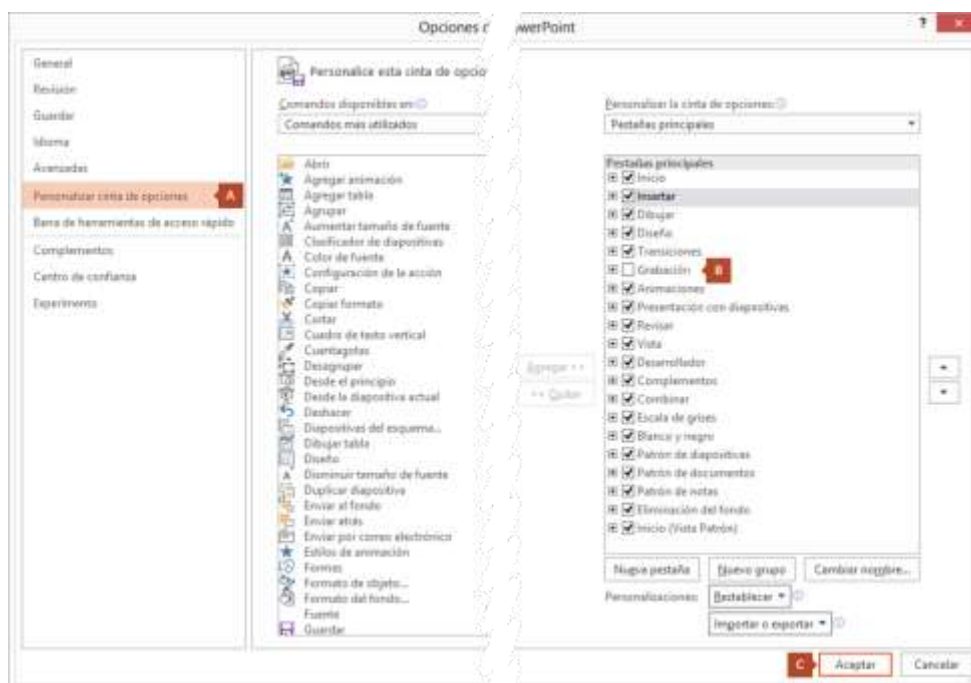 Opciones d
owerPoint
?
General
Revisión
Guardar
Idioma
Avanzadas
Personalizar cinta de opciones
A
Barra de herramientas de acceso rápido
Complementos
Centro de confianza
Experimento
Personalice esta cinta de opcio
Comandos disponibles en:
Comandos más utilizados
Abrir
Agregar animación
Agregar tabla
Agrupar
Aumentar tamaño de fuente
Clasificador de diapositivas
Color de fuente
Configuración de la acción
Copiar
Copiar formato
Cortar
Cuadro de texto vertical
Cuentagotas
Desagrupar
Desde el principio
Desde la diapositiva actual
Deshacer
Diapositivas del esquema...
Dibujar tabla
Diseño
Disminuir tamaño de fuente
Duplicar diapositiva
Enviar al fondo
Enviar atrás
Enviar por correo electrónico
Estilos de animación
Formas
Formato de objeto...
Formato del fondo...
Fuente
Guardar
Agregar >>
<< Quitar
Personalizar la cinta de opciones:
Pestañas principales
Pestañas principales
Inicio
Insertar
Dibujar
Diseño
Transiciones
Grabación
B
Animaciones
Presentación con diapositivas
Revisar
Vista
Desarrollador
Complementos
Combinar
Escala de grises
Blanco y negro
Patrón de diapositivas
Patrón de documentos
Patrón de notas
Eliminación del fondo
Inicio (Vista Patrón)
Nueva pestaña
Nuevo grupo
Cambiar nombre...
Personalizaciones:
Restablecer
Importar o exportar
C
Aceptar
Cancelar